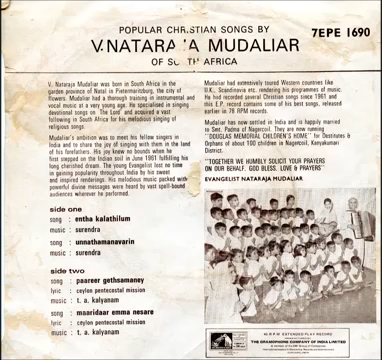 POPULAR CHRISTIAN SONGS BY
7EPE 1690
V.NATARAJA MUDALIAR
OF SOUTH AFRICA
V. Nataraja Mudaliar was born in South Africa in the
garden province of Natal in Pietermaritzburg, the city of
flowers. Mudaliar had a thorough training in instrumental and
vocal music at a very young age. He specialised in singing
devotional songs on The Lord and acquired a vast
following in South Africa for his melodious singing of
religious songs.
Mudaliar's ambition was to meet his fellow singers in
India and to share the joy of singing with them in the land
of his forefathers. His joy knew no bounds when he
first stepped on the Indian soil in June 1961 fulfilling his
long cherished dream. The young Evangelist lost no time
in gaining popularity throughout India by his sweet
and inspired renderings. His melodious music packed with
powerful divine messages were heard by vast spell-bound
audiences wherever he performed.
side one
song : entha kalathilum
music : surendra
song : unnathamanavarin
music : surendra
side two
song : paareer gethsamaney
lyric : ceylon pentecostal mission
music : t. a. kalyanam
song : maaridaar emma nesare
lyric : ceylon pentecostal mission
music : t. a. kalyanam
Mudaliar had extensively toured Western countries like
U.K., Scandinavia etc. rendering his programmes of music.
He had recorded several Christian songs since 1961 and
this E.P. record contains some of his best songs, released
earlier in 78 RPM records.
Mudaliar has now settled in India and is happily married
to Smt. Padma of Nagercoil. They are now running
"DOUGLAS MEMORIAL CHILDREN'S HOME" for Destitutes &
Orphans of about 100 children in Nagercoil, Kanyakumari
District.
"TOGETHER WE HUMBLY SOLICIT YOUR PRAYERS
ON OUR BEHALF. GOD BLESS. LOVE & PRAYERS"
EVANGELIST NATARAJA MUDALIAR
45 R.P.M. EXTENDED PLAY RECORD
THE GRAMOPHONE COMPANY OF INDIA LIMITED